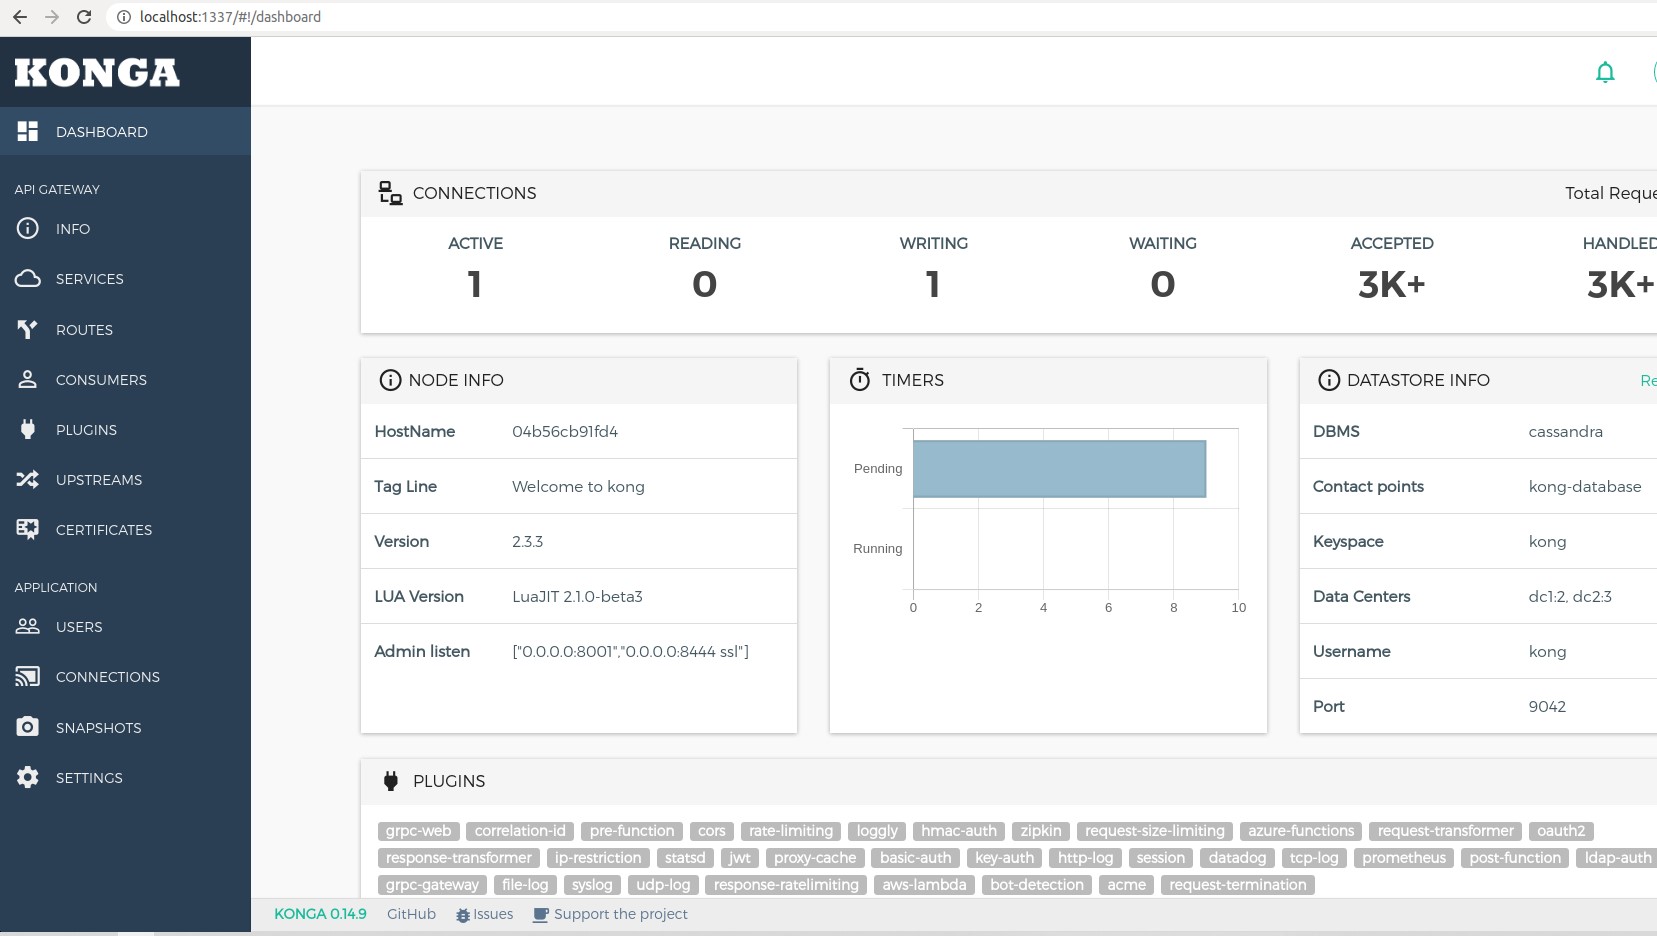 localhost:1337/#!/dashboard
KONGA
DASHBOARD
API GATEWAY
INFO
SERVICES
ROUTES
CONSUMERS
PLUGINS
UPSTREAMS
CERTIFICATES
APPLICATION
USERS
CONNECTIONS
SNAPSHOTS
SETTINGS
CONNECTIONS Total Reque
ACTIVE READING WRITING WAITING ACCEPTED HANDLED
1 0 1 0 3K+ 3K+
NODE INFO
HostName 04b56cb91fd4
Tag Line Welcome to kong
Version 2.3.3
LUA Version LuaJIT 2.1.0-beta3
Admin listen ["0.0.0.0:8001","0.0.0.0:8444 ssl"]
TIMERS
Pending
Running
0 2 4 6 8 10
DATASTORE INFO Re
DBMS cassandra
Contact points kong-database
Keyspace kong
Data Centers dc1:2, dc2:3
Username kong
Port 9042
PLUGINS
grpc-web correlation-id pre-function cors rate-limiting loggly hmac-auth zipkin request-size-limiting azure-functions request-transformer oauth2
response-transformer ip-restriction statsd jwt proxy-cache basic-auth key-auth http-log session datadog tcp-log prometheus post-function ldap-auth
grpc-gateway file-log syslog udp-log response-ratelimiting aws-lambda bot-detection acme request-termination
KONGA 0.14.9 GitHub Issues Support the project